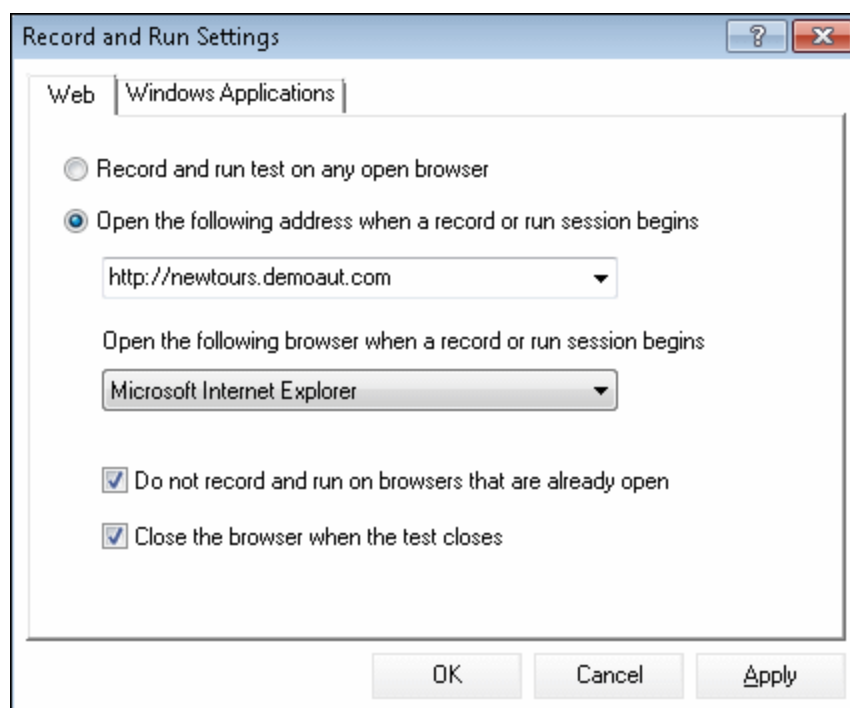 Record and Run Settings
Web
Windows Applications
Record and run test on any open browser
Open the following address when a record or run session begins
http://newtours.demoaut.com
Open the following browser when a record or run session begins
Microsoft Internet Explorer
Do not record and run on browsers that are already open
Close the browser when the test closes
OK
Cancel
Apply